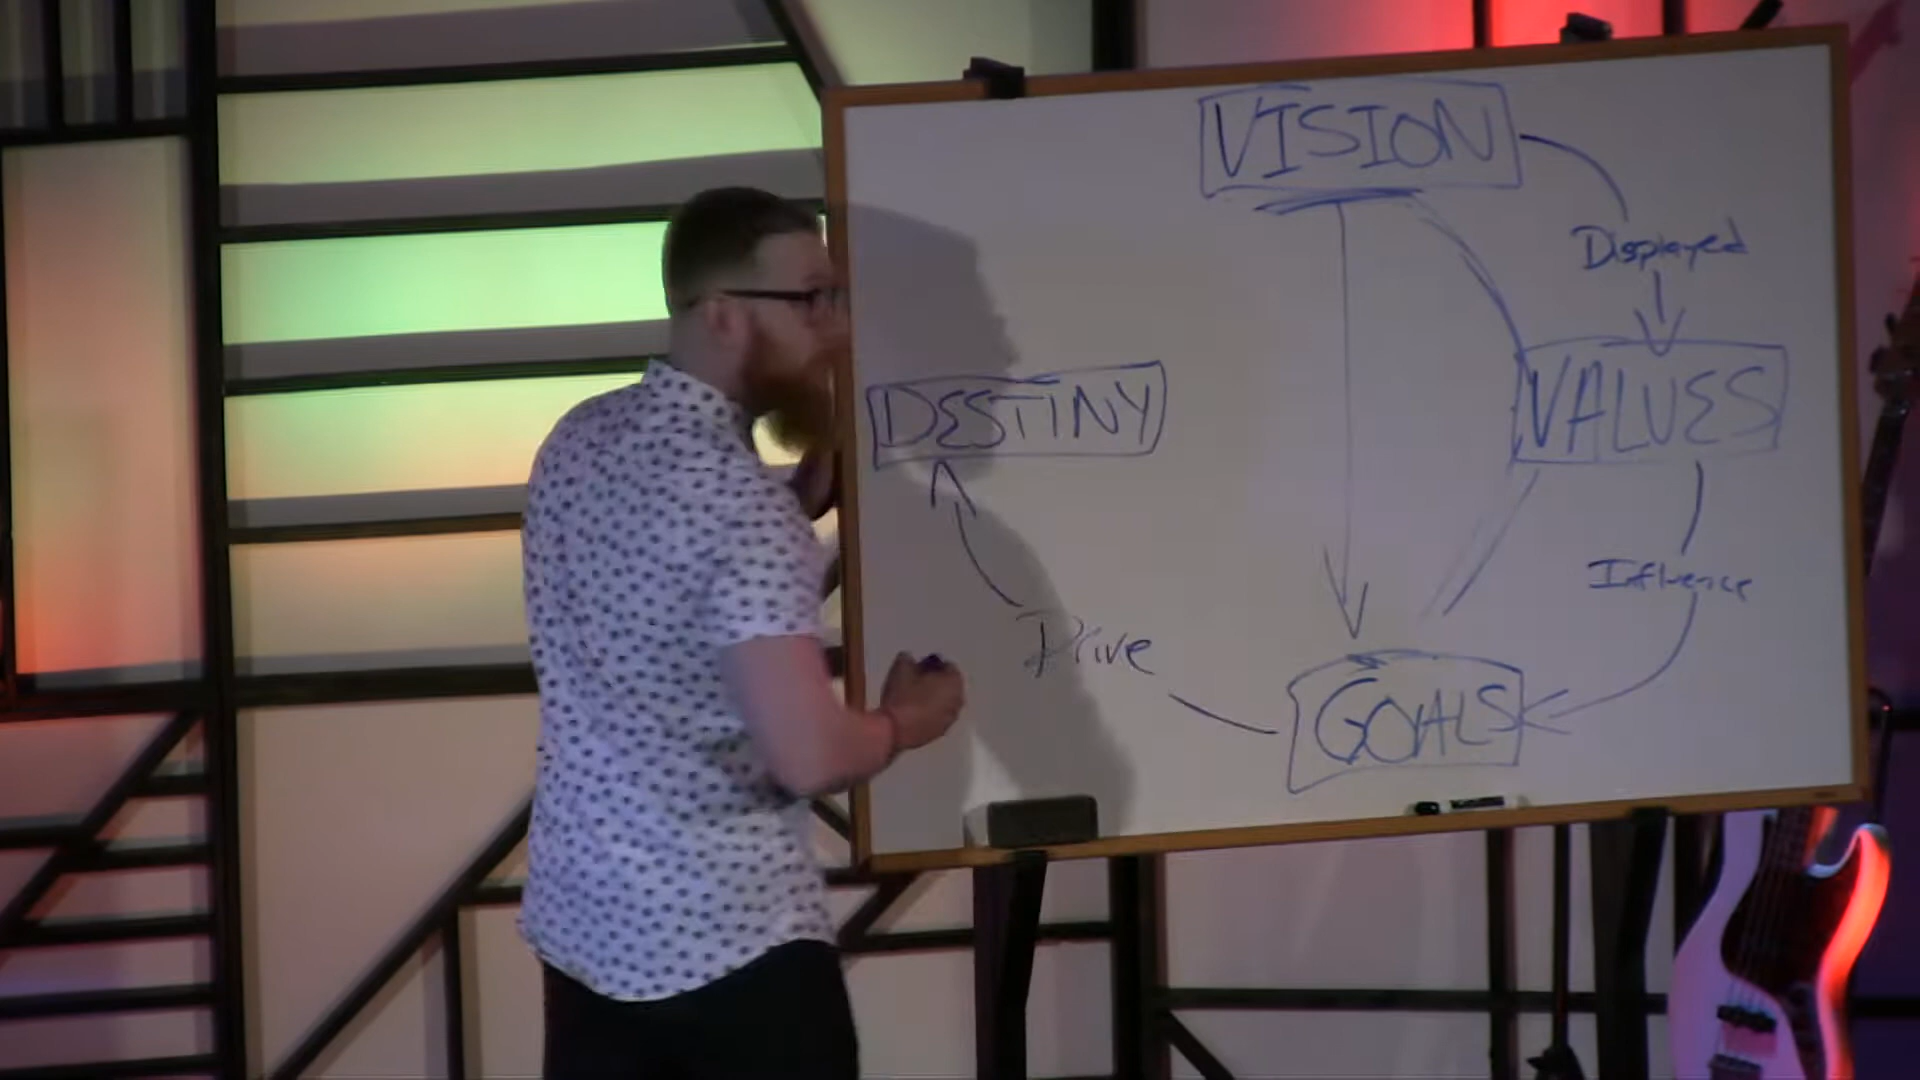 VISION
Displayed
DESTINY
VALUES
Influence
Drive
GOALS